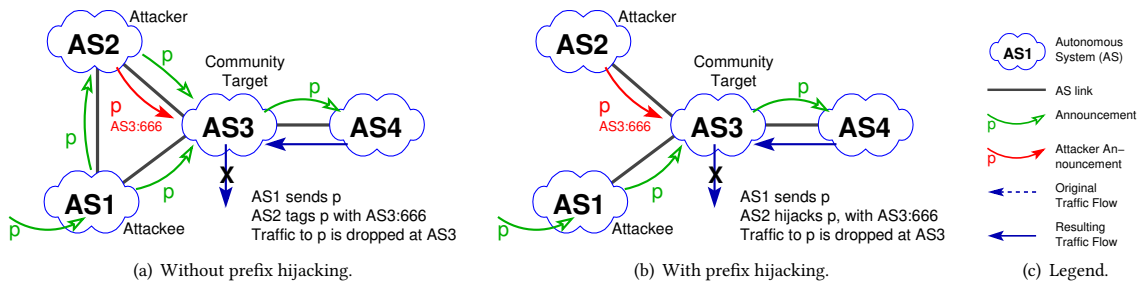 Attacker
AS2
p
p
Community
Target
p
AS3:666
p
p
AS3
AS4
p
X
AS1
p
Attackee
AS1 sends p
AS2 tags p with AS3:666
Traffic to p is dropped at AS3
(a) Without prefix hijacking.
Attacker
AS2
Community
Target
p
AS3:666
p
AS3
AS4
p
X
AS1
p
Attackee
AS1 sends p
AS2 hijacks p, with AS3:666
Traffic to p is dropped at AS3
(b) With prefix hijacking.
AS1
Autonomous
System (AS)
AS link
p
Announcement
p
Attacker An-
nouncement
Original
Traffic Flow
Resulting
Traffic Flow
(c) Legend.